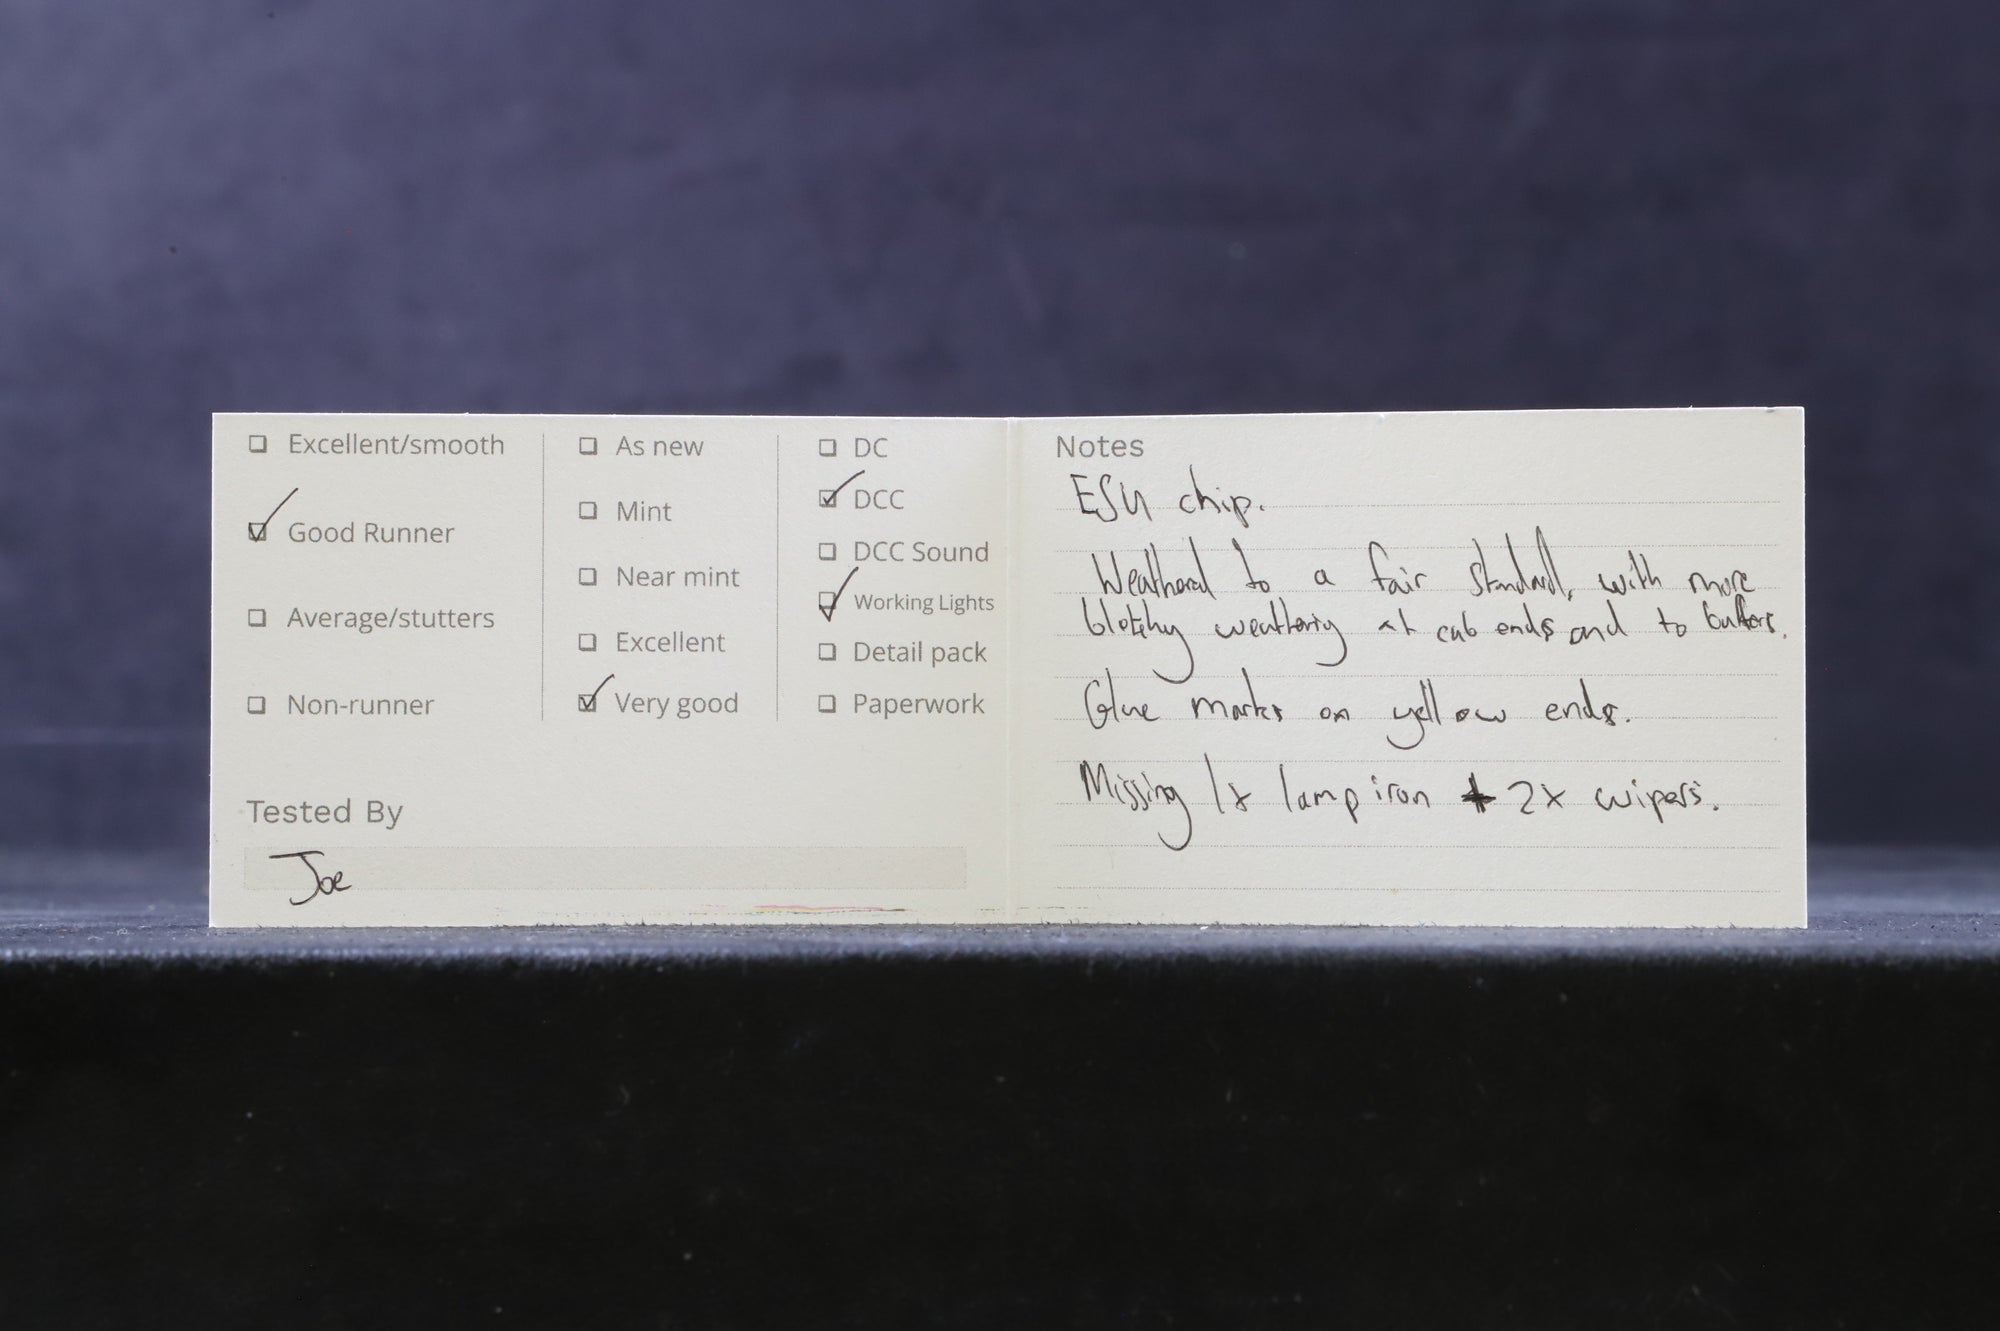 Excellent/smooth
Good Runner
Average/stutters
Non-runner
As new
Mint
Near mint
Excellent
Very good
DC
DCC
DCC Sound
Working Lights
Detail pack
Paperwork
Tested By
Joe
Notes
ESU chip.
Weathered to a fair standard, with more
blotchy weathering at cab ends and to buffers.
Glue marks on yellow ends.
Missing 1x lamp iron + 2x wipers.